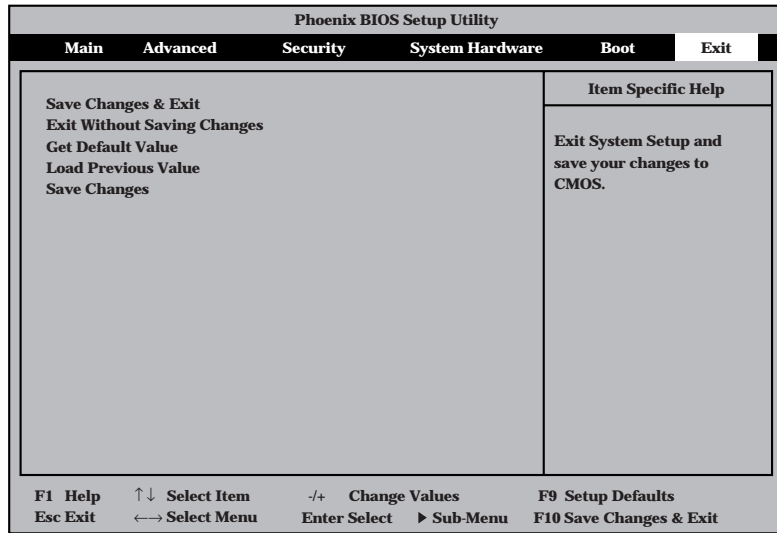 Phoenix BIOS Setup Utility
Main Advanced Security System Hardware Boot Exit
Save Changes & Exit
Exit Without Saving Changes
Get Default Value
Load Previous Value
Save Changes
Item Specific Help
Exit System Setup and
save your changes to
CMOS.
F1 Help ↑↓ Select Item -/+ Change Values F9 Setup Defaults
Esc Exit ←→ Select Menu Enter Select ▶ Sub-Menu F10 Save Changes & Exit